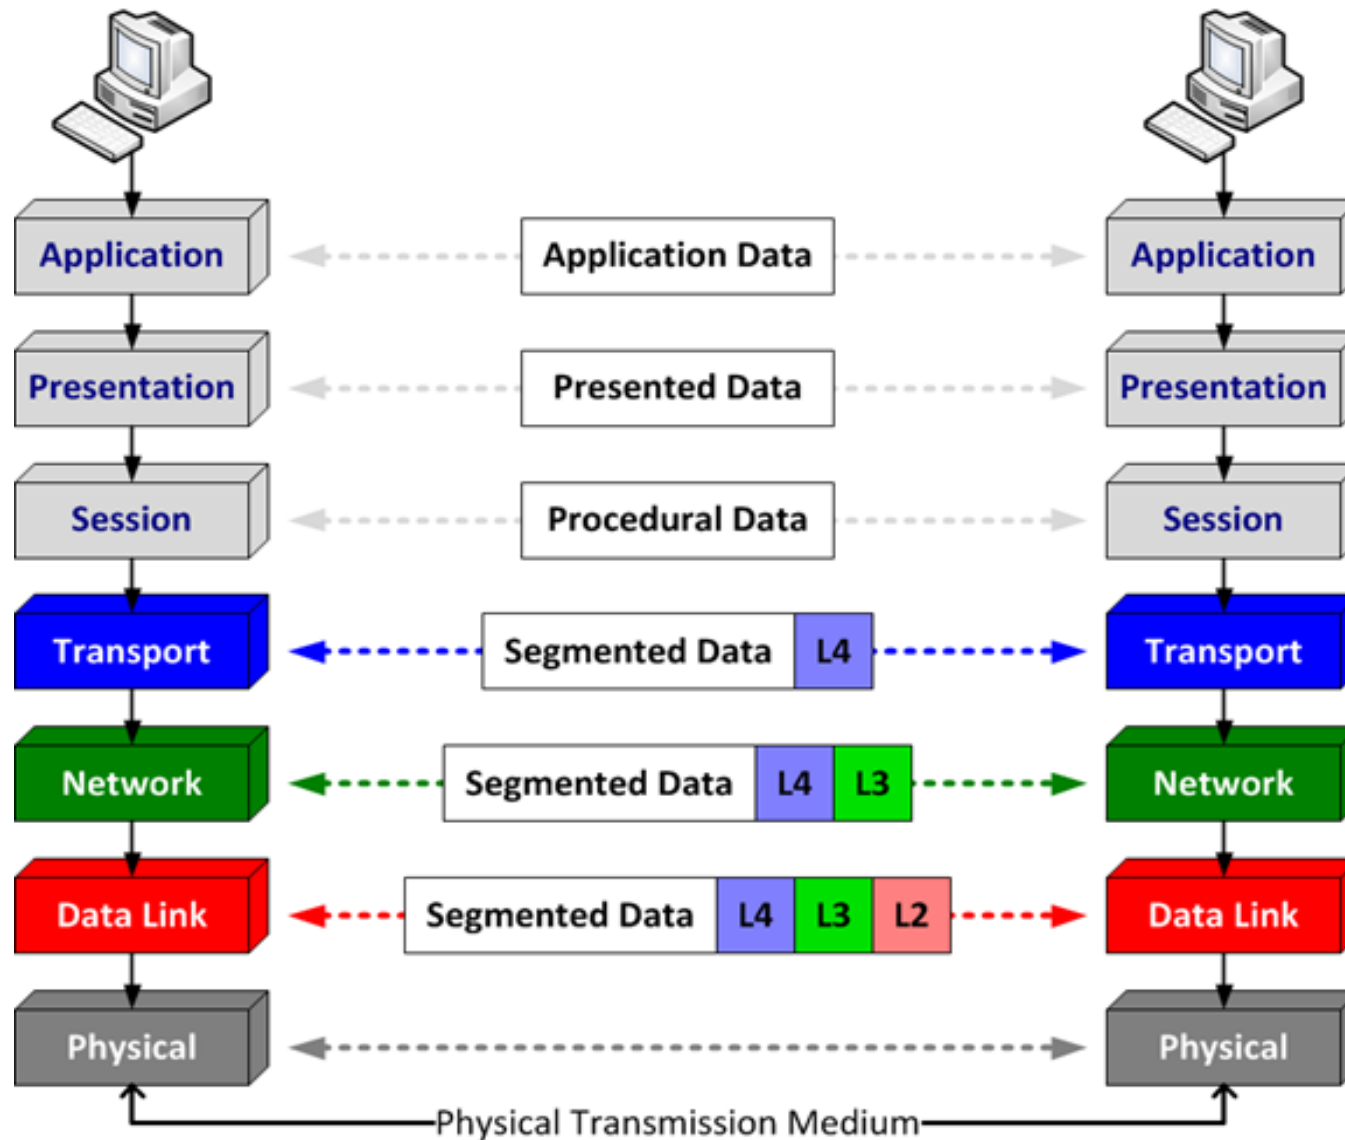 Application
Application Data
Application
Presentation
Presented Data
Presentation
Session
Procedural Data
Session
Transport
Segmented Data L4
Transport
Network
Segmented Data L4 L3
Network
Data Link
Segmented Data L4 L3 L2
Data Link
Physical
Physical
Physical Transmission Medium